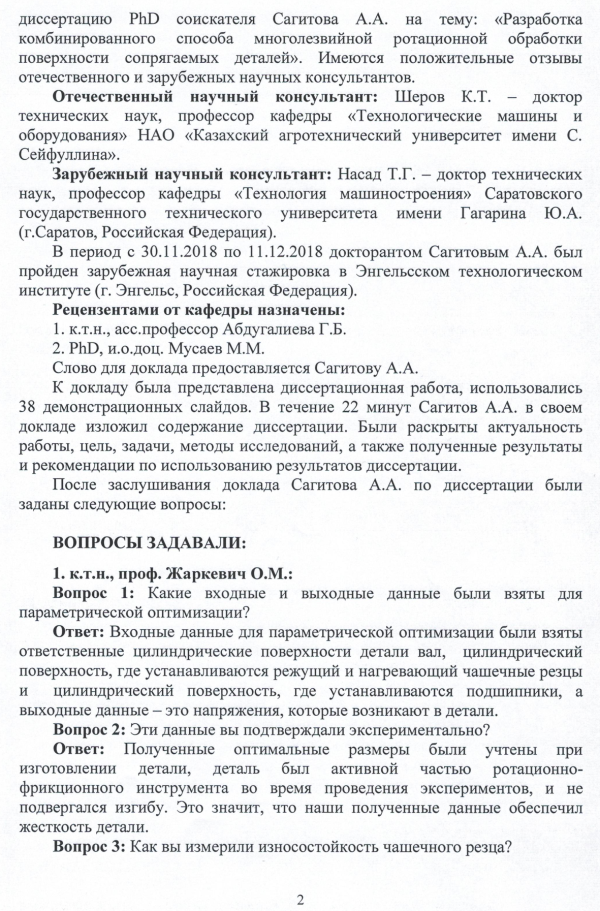 диссертацию PhD соискателя Сагитова А.А. на тему: «Разработка
комбинированного способа многолезвийной ротационной обработки
поверхности сопрягаемых деталей». Имеются положительные отзывы
отечественного и зарубежных научных консультантов.
Отечественный научный консультант: Шеров К.Т. – доктор
технических наук, профессор кафедры «Технологические машины и
оборудования» НАО «Казахский агротехнический университет имени С.
Сейфуллина».
Зарубежный научный консультант: Насад Т.Г. – доктор технических
наук, профессор кафедры «Технология машиностроения» Саратовского
государственного технического университета имени Гагарина Ю.А.
(г.Саратов, Российская Федерация).
В период с 30.11.2018 по 11.12.2018 докторантом Сагитовым А.А. был
пройден зарубежная научная стажировка в Энгельсском технологическом
институте (г. Энгельс, Российская Федерация).
Рецензентами от кафедры назначены:
1. к.т.н., асс.профессор Абдугалиева Г.Б.
2. PhD, и.о.доц. Мусаев М.М.
Слово для доклада предоставляется Сагитову А.А.
К докладу была представлена диссертационная работа, использовались
38 демонстрационных слайдов. В течение 22 минут Сагитов А.А. в своем
докладе изложил содержание диссертации. Были раскрыты актуальность
работы, цель, задачи, методы исследований, а также полученные результаты
и рекомендации по использованию результатов диссертации.
После заслушивания доклада Сагитова А.А. по диссертации были
заданы следующие вопросы:
ВОПРОСЫ ЗАДАВАЛИ:
1. к.т.н., проф. Жаркевич О.М.:
Вопрос 1: Какие входные и выходные данные были взяты для
параметрической оптимизации?
Ответ: Входные данные для параметрической оптимизации были взяты
ответственные цилиндрические поверхности детали вал, цилиндрический
поверхность, где устанавливаются режущий и нагревающий чашечные резцы
и цилиндрический поверхность, где устанавливаются подшипники, а
выходные данные – это напряжения, которые возникают в детали.
Вопрос 2: Эти данные вы подтверждали экспериментально?
Ответ: Полученные оптимальные размеры были учтены при
изготовлении детали, деталь был активной частью ротационно-
фрикционного инструмента во время проведения экспериментов, и не
подвергался изгибу. Это значит, что наши полученные данные обеспечил
жесткость детали.
Вопрос 3: Как вы измерили износостойкость чашечного резца?
2